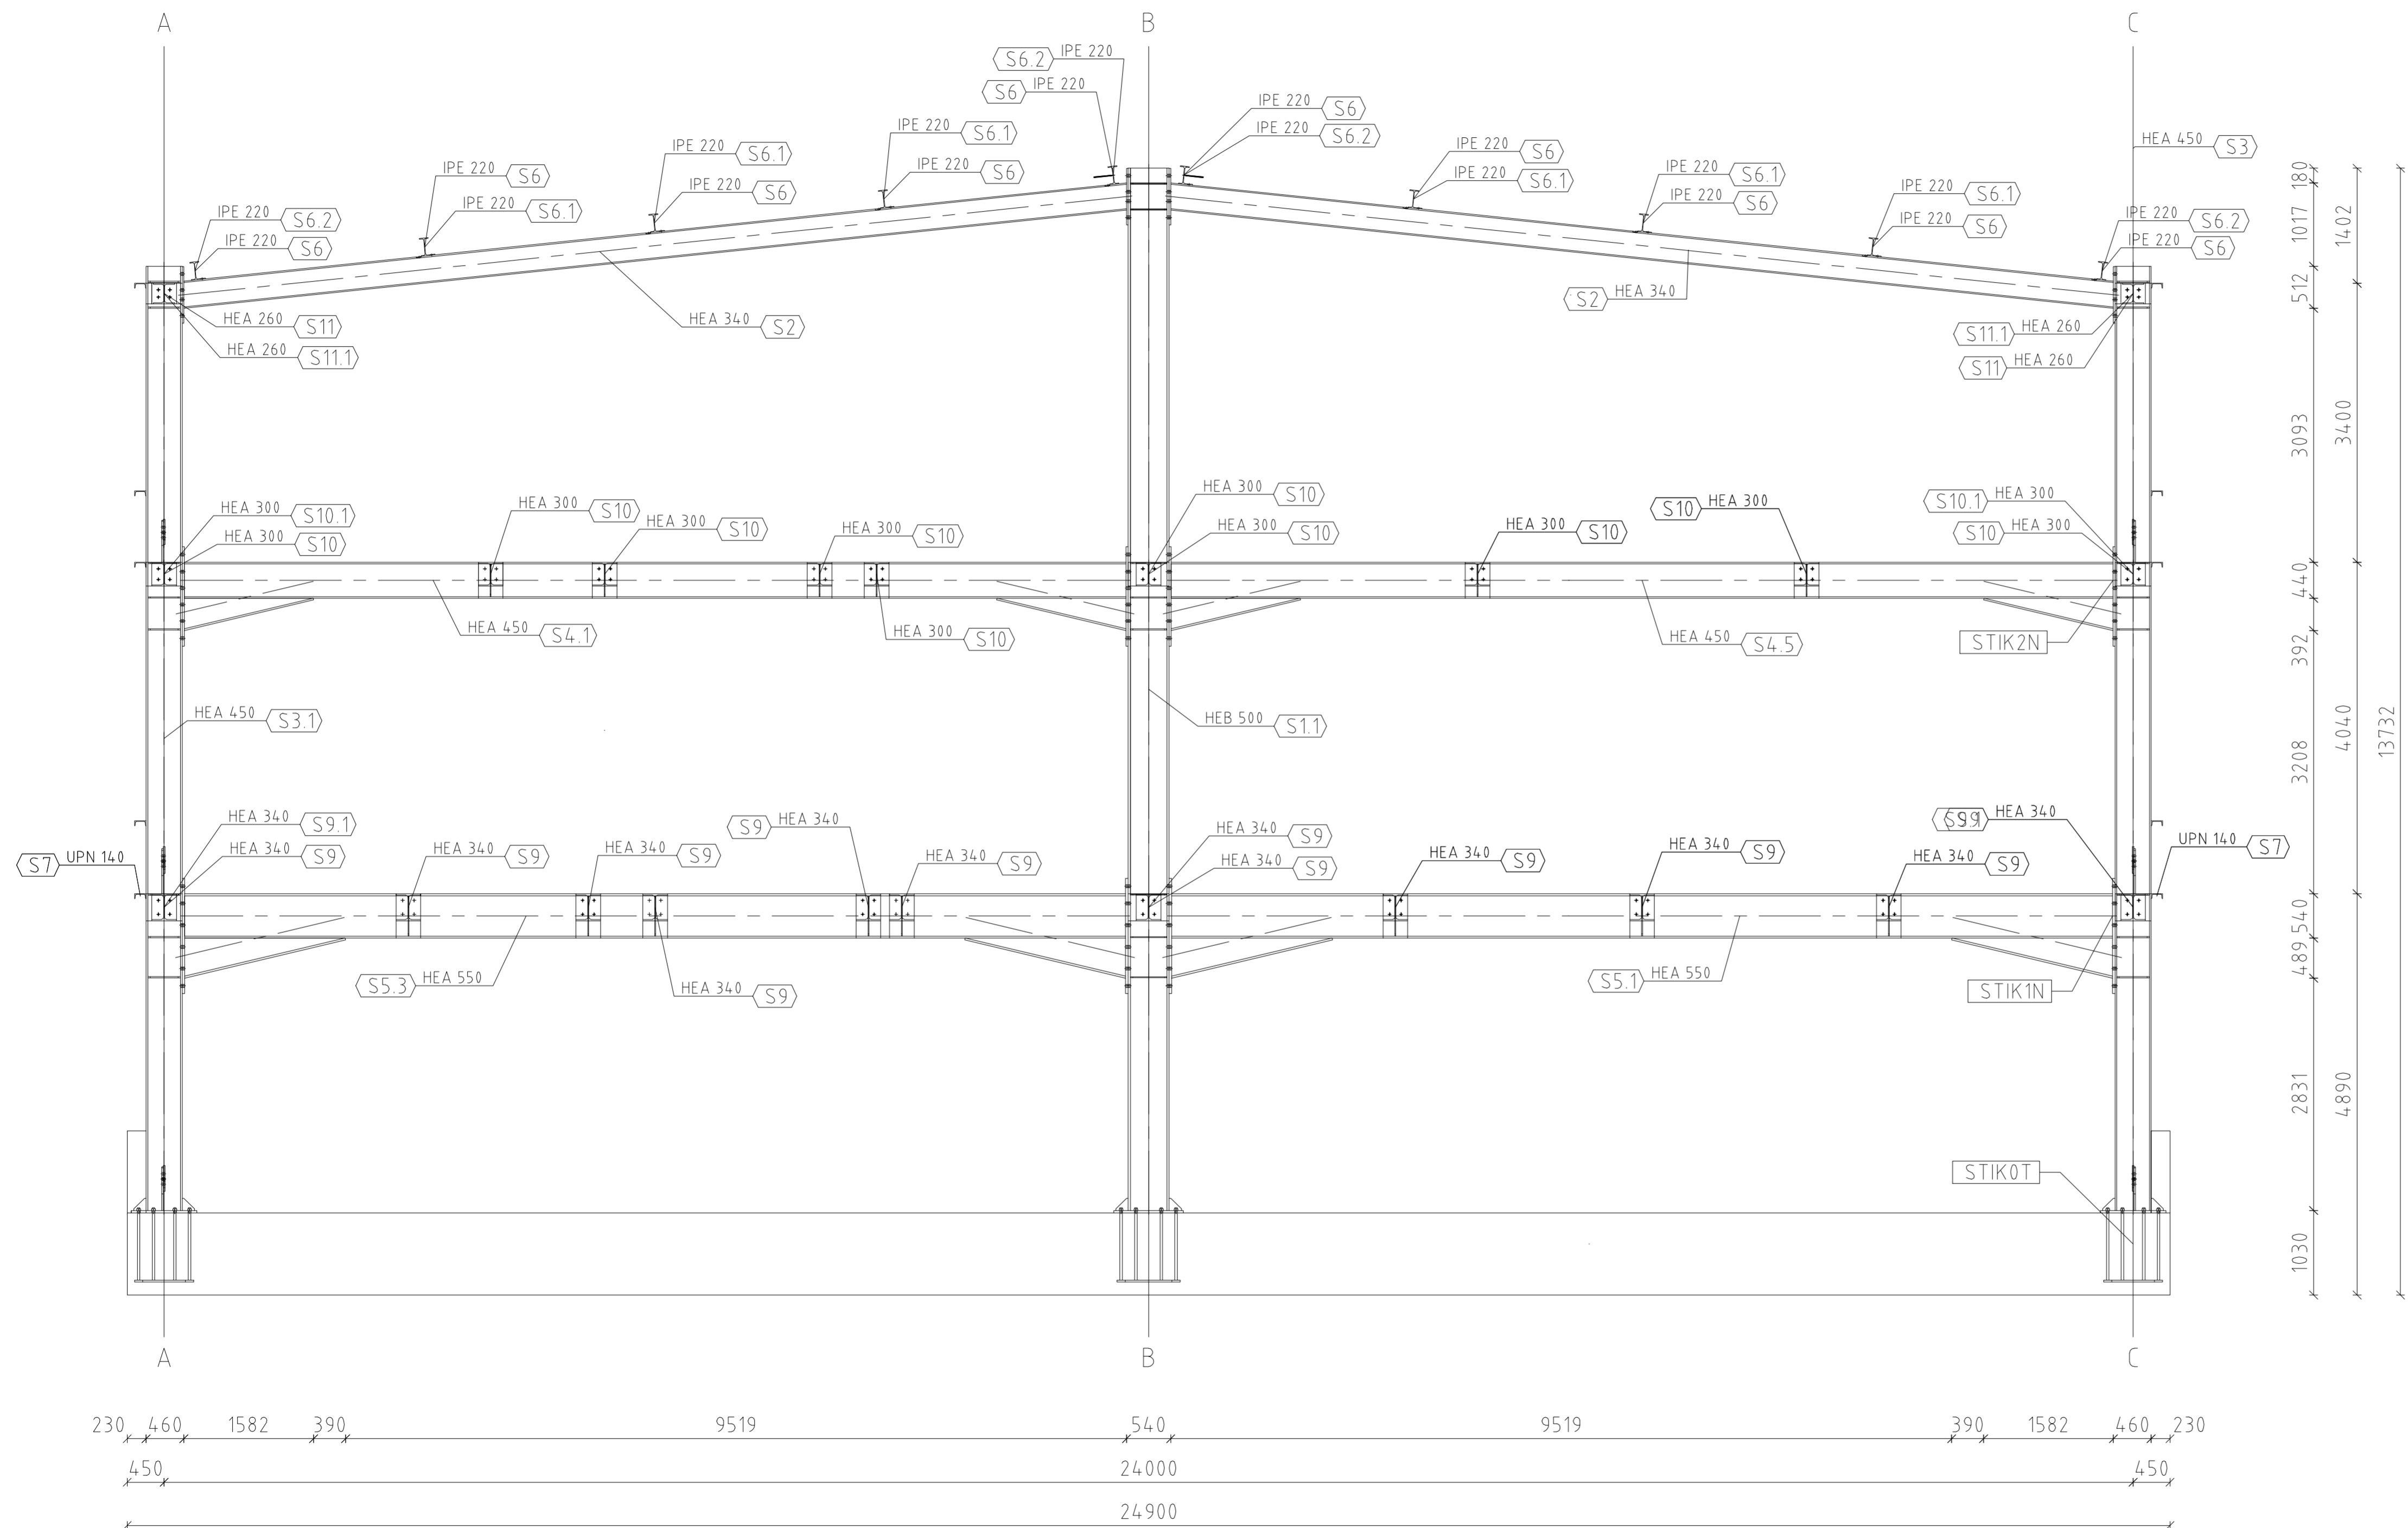 A
B
C
S6.2 IPE 220
S6 IPE 220
IPE 220 S6
IPE 220 S6.2
IPE 220 S6.1
IPE 220 S6
IPE 220 S6.1
IPE 220 S6
IPE 220 S6
IPE 220 S6.1
IPE 220 S6.2
IPE 220 S6
IPE 220 S6
IPE 220 S6.1
IPE 220 S6.1
IPE 220 S6
IPE 220 S6.1
IPE 220 S6
IPE 220 S6.2
IPE 220 S6
HEA 450 S3
HEA 260 S11
HEA 260 S11.1
HEA 340 S2
S2 HEA 340
S11.1 HEA 260
S11 HEA 260
HEA 300 S10.1
HEA 300 S10
HEA 300 S10
HEA 300 S10
HEA 300 S10
HEA 300 S10
HEA 300 S10
HEA 300 S10
S10 HEA 300
S10.1 HEA 300
S10 HEA 300
HEA 450 S4.1
HEA 300 S10
HEA 450 S4.5
STIK2N
HEA 450 S3.1
HEB 500 S1.1
HEA 340 S9.1
HEA 340 S9
S7 UPN 140
HEA 340 S9
HEA 340 S9
S9 HEA 340
HEA 340 S9
HEA 340 S9
HEA 340 S9
HEA 340 S9
HEA 340 S9
HEA 340 S9
HEA 340
UPN 140 S7
S5.3 HEA 550
HEA 340 S9
S5.1 HEA 550
STIK1N
STIK0T
A
B
C
180
1017
512
3093
440
392
3208
540
489
2831
1030
1402
3400
4040
4890
13732
230 460 1582 390 9519 540 9519 390 1582 460 230
450 24000 450
24900